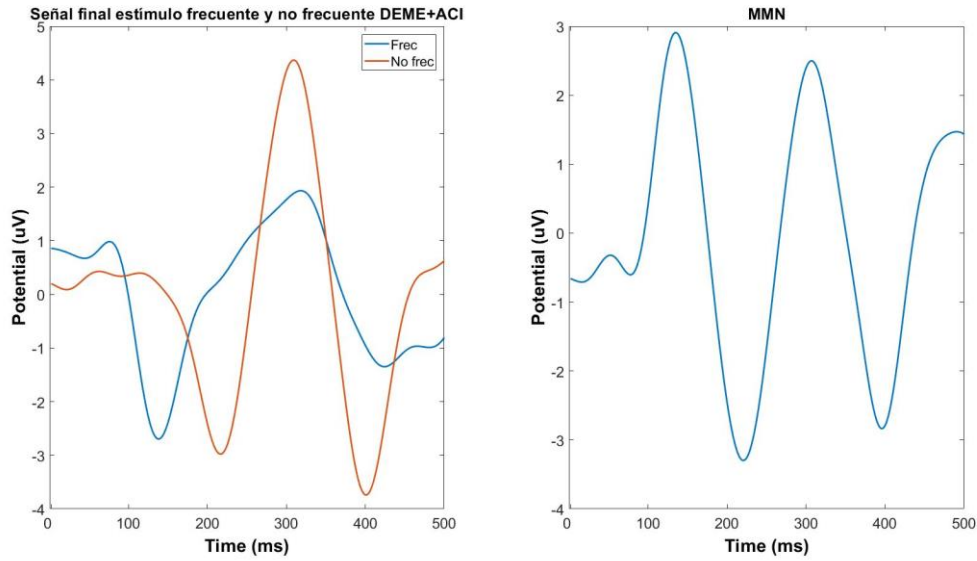 Señal final estímulo frecuente y no frecuente DEME+ACI
Frec
No frec
5
4
3
2
1
0
-1
-2
-3
-4
Potential (uV)
0 100 200 300 400 500
Time (ms)
MMN
3
2
1
0
-1
-2
-3
-4
Potential (uV)
0 100 200 300 400 500
Time (ms)